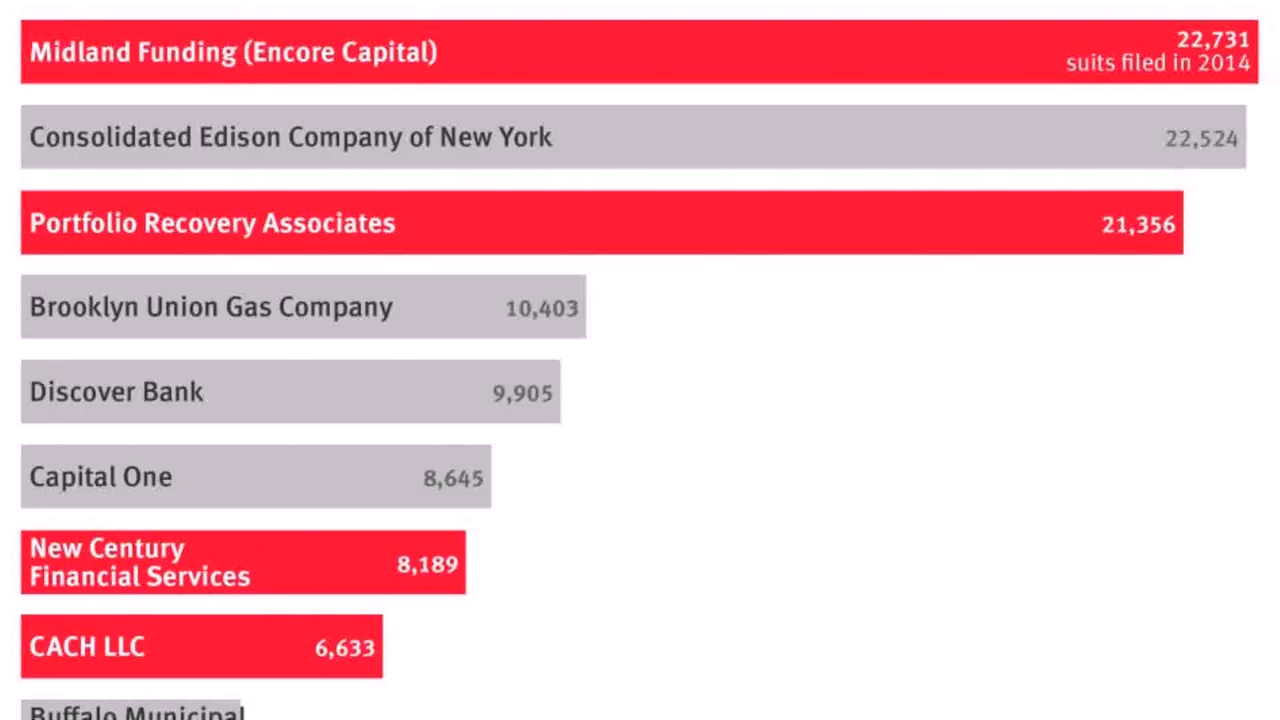 Midland Funding (Encore Capital)
22,731
suits filed in 2014
Consolidated Edison Company of New York
22,524
Portfolio Recovery Associates
21,356
Brooklyn Union Gas Company
10,403
Discover Bank
9,905
Capital One
8,645
New Century
Financial Services
8,189
CACH LLC
6,633
Buffalo Municipal